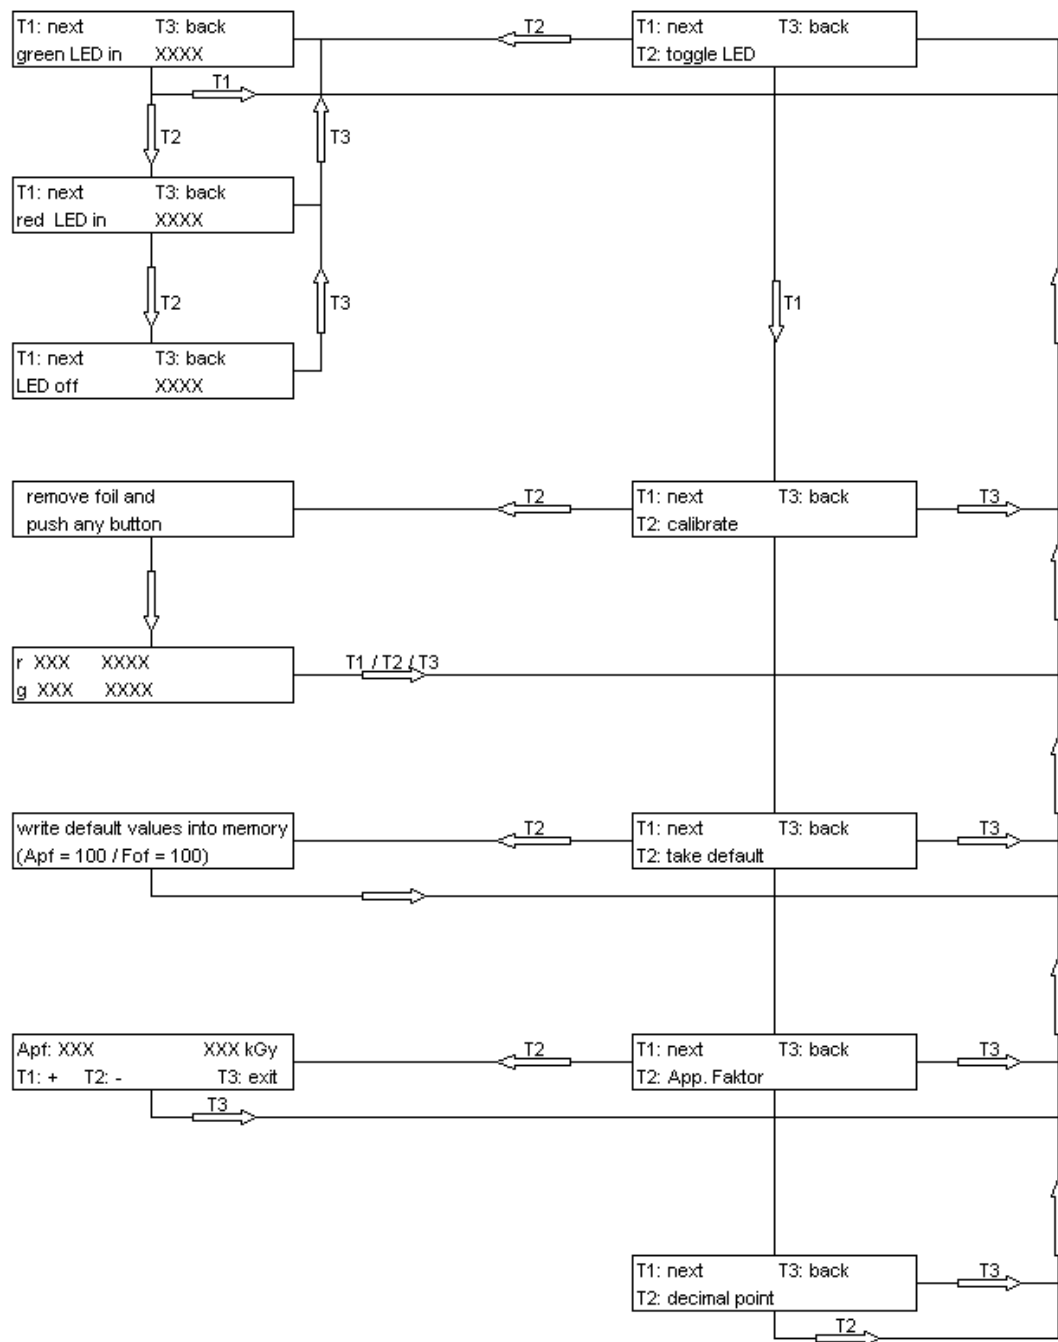 T1: next T3: back
green LED in XXXX
T2
T1: next T3: back
T2: toggle LED
T1
T2
T3
T1: next T3: back
red LED in XXXX
T2
T3
T1
T1: next T3: back
LED off XXXX
remove foil and
push any button
T2
T1: next T3: back
T2: calibrate
T3
r XXX XXXX
g XXX XXXX
T1 / T2 / T3
write default values into memory
(Apf = 100 / Fof = 100)
T2
T1: next T3: back
T2: take default
T3
Apf: XXX XXX kGy
T1: + T2: - T3: exit
T2
T1: next T3: back
T2: App. Faktor
T3
T3
T1: next T3: back
T2: decimal point
T3
T2